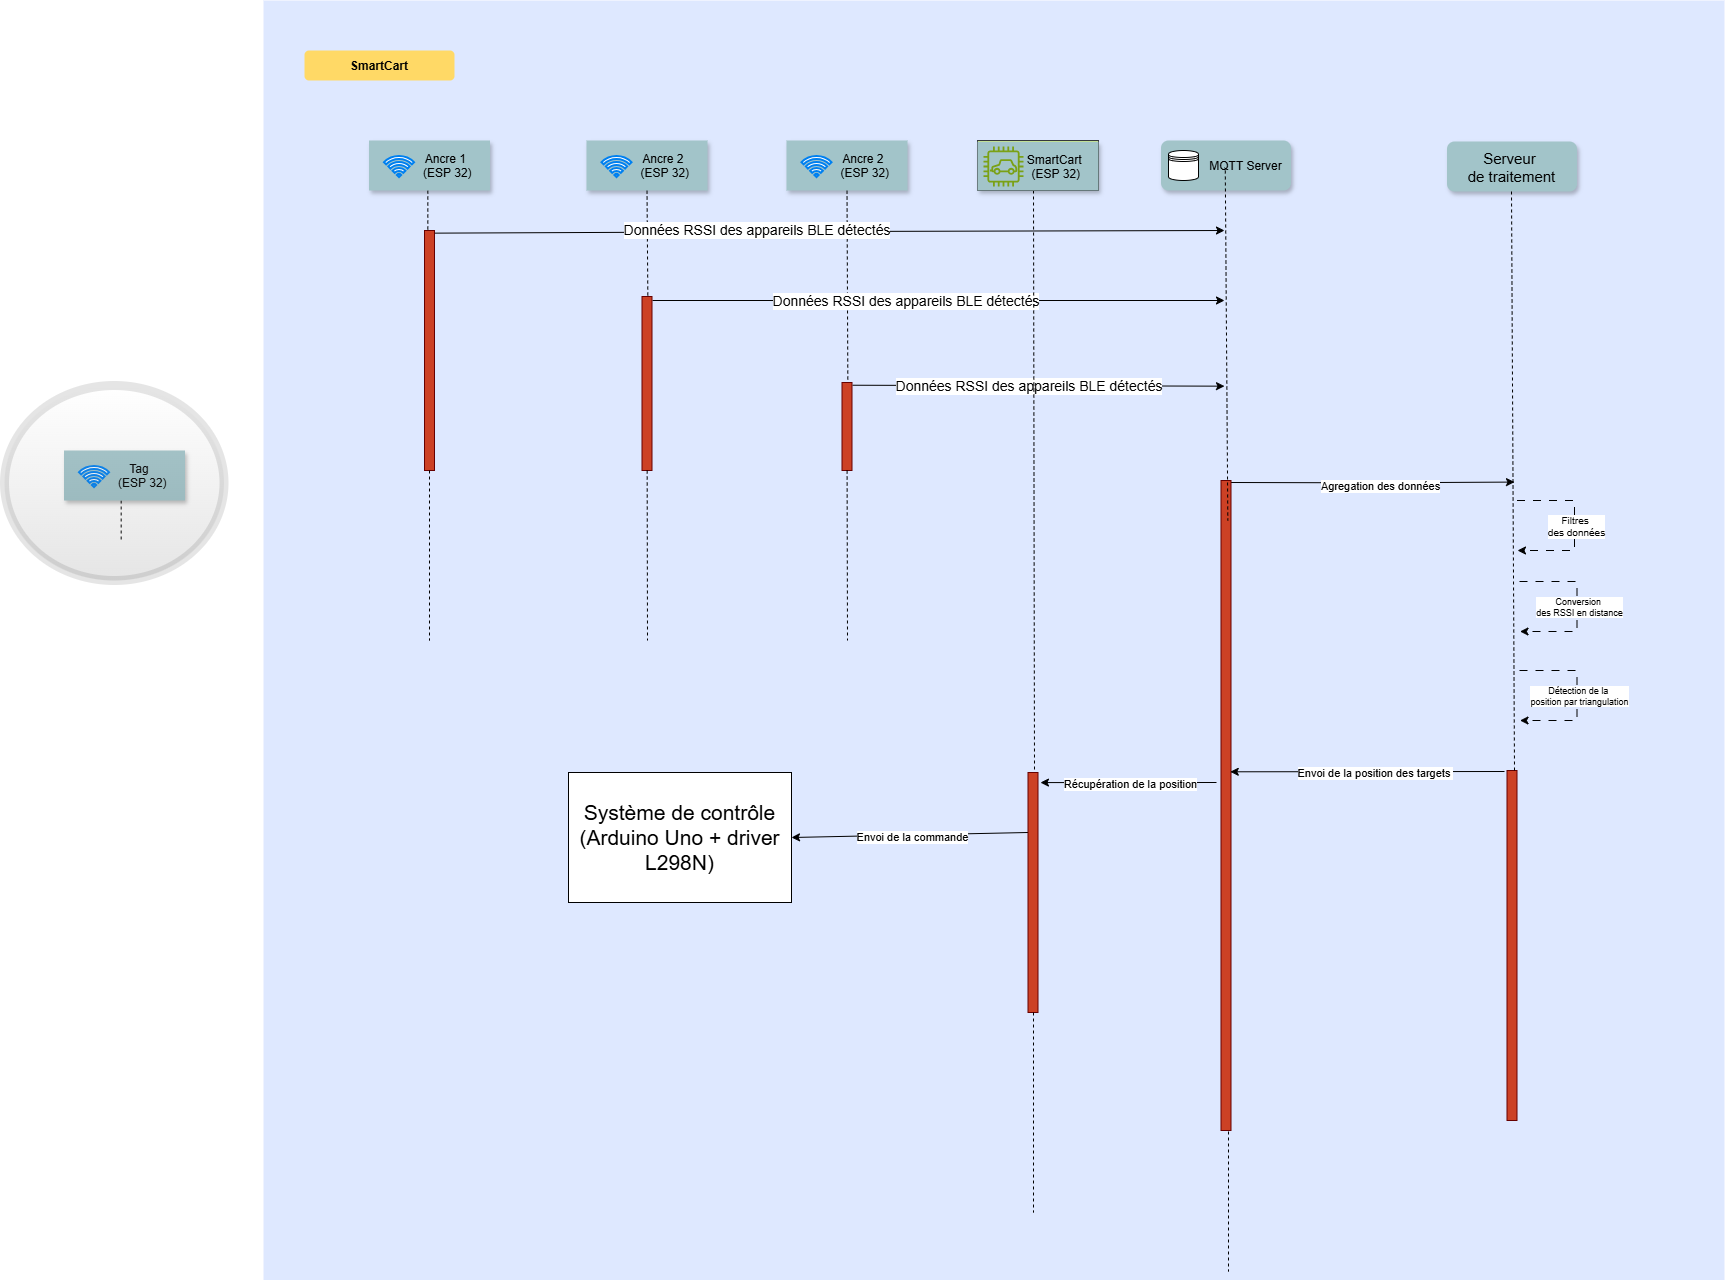 SmartCart
Ancre 1
(ESP 32)
Ancre 2
(ESP 32)
Ancre 2
(ESP 32)
SmartCart
(ESP 32)
MQTT Server
Serveur
de traitement
Données RSSI des appareils BLE détectés
Données RSSI des appareils BLE détectés
Données RSSI des appareils BLE détectés
Tag
(ESP 32)
Agregation des données
Filtres
des données
Conversion
des RSSI en distance
Détection de la
position par triangulation
Envoi de la position des targets
Récupération de la position
Système de contrôle
(Arduino Uno + driver
L298N)
Envoi de la commande